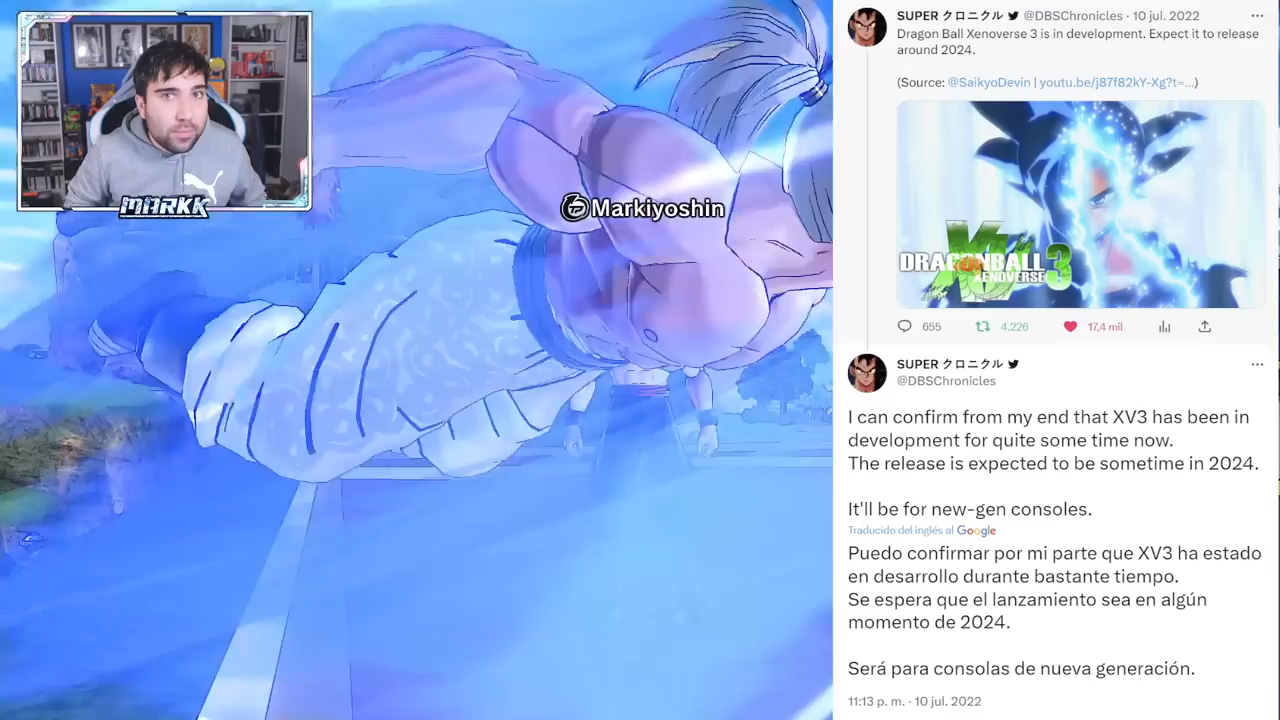 MARKK
Markiyoshin
SUPER クロニクル @DBSChronicles · 10 jul. 2022
Dragon Ball Xenoverse 3 is in development. Expect it to release
around 2024.
(Source: @SaikyoDevin | youtu.be/j87f82kY-Xg?t=...)
DRAGONBALL
XENOVERSE 3
655
4.226
17,4 mil
SUPER クロニクル
@DBSChronicles
I can confirm from my end that XV3 has been in
development for quite some time now.
The release is expected to be sometime in 2024.
It'll be for new-gen consoles.
Traducido del inglés al Google
Puedo confirmar por mi parte que XV3 ha estado
en desarrollo durante bastante tiempo.
Se espera que el lanzamiento sea en algún
momento de 2024.
Será para consolas de nueva generación.
11:13 p. m. · 10 jul. 2022